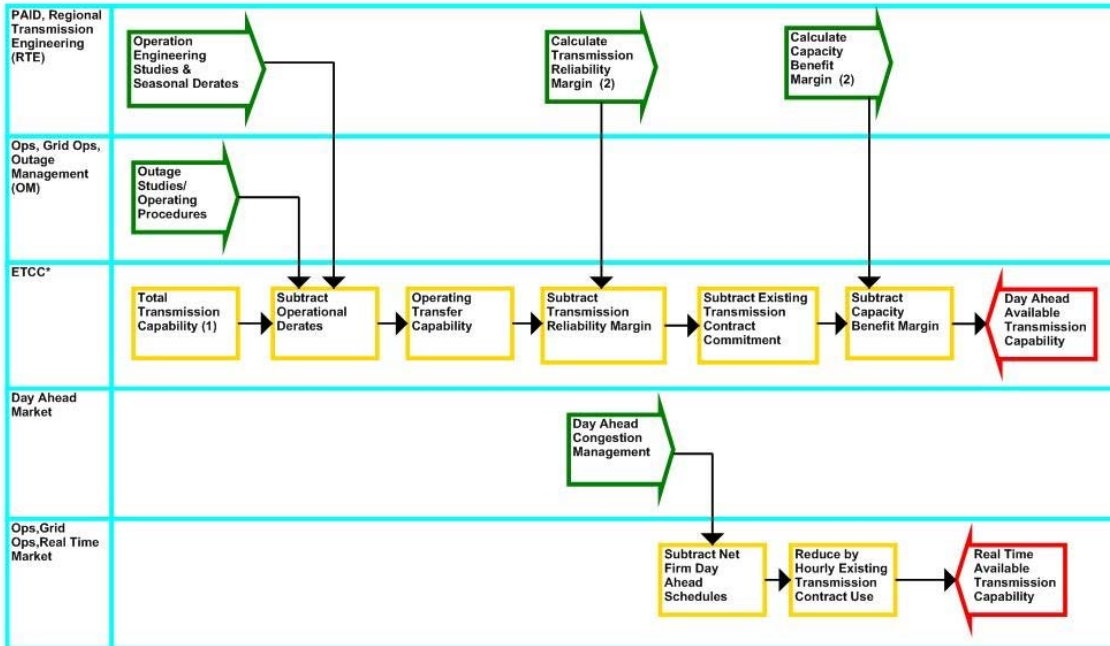 PAID, Regional
Transmission
Engineering
(RTE)
Operation
Engineering
Studies &
Seasonal Derates
Calculate
Transmission
Reliability
Margin (2)
Calculate
Capacity
Benefit
Margin (2)
Ops, Grid Ops,
Outage
Management
(OM)
Outage
Studies/
Operating
Procedures
ETCC*
Total
Transmission
Capability (1)
Subtract
Operational
Derates
Operating
Transfer
Capability
Subtract
Transmission
Reliability Margin
Subtract Existing
Transmission
Contract
Commitment
Subtract
Capacity
Benefit Margin
Day Ahead
Available
Transmission
Capability
Day Ahead
Market
Day Ahead
Congestion
Management
Ops,Grid
Ops,Real Time
Market
Subtract Net
Firm Day
Ahead
Schedules
Reduce by
Hourly Existing
Transmission
Contract Use
Real Time
Available
Transmission
Capability